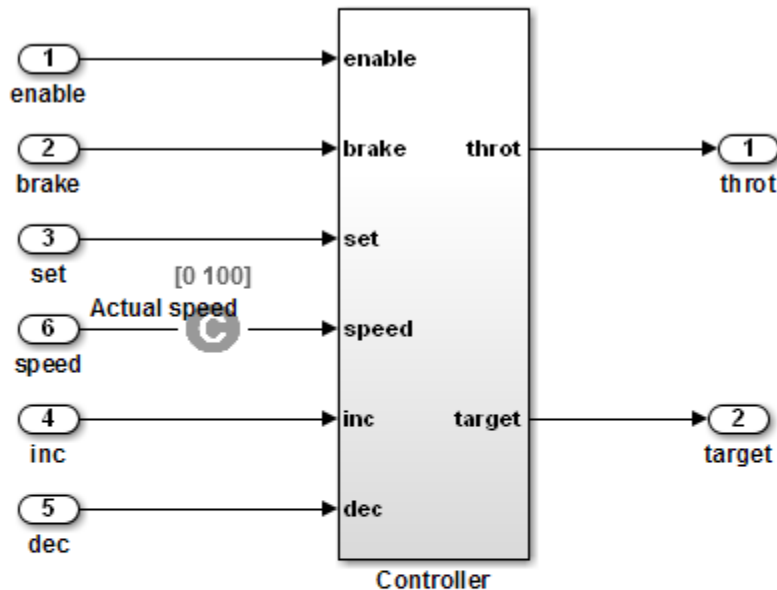 1
enable
enable
2
brake
brake
throt
1
throt
3
set
set
[0 100]
Actual speed
6
C
speed
speed
4
inc
inc
target
2
target
5
dec
dec
Controller